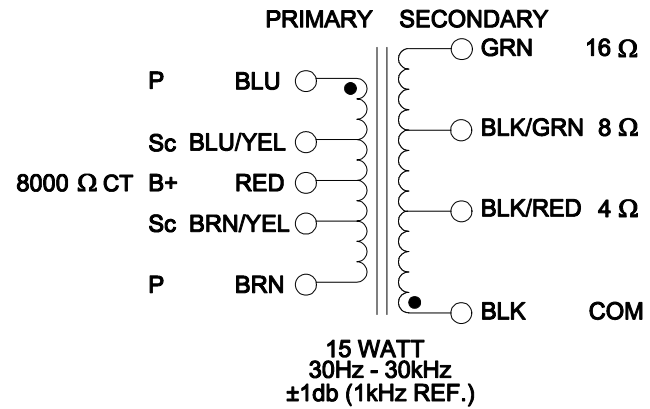 PRIMARY SECONDARY
GRN 16 Ω
P BLU
BLK/GRN 8 Ω
Sc BLU/YEL
8000 Ω CT B+ RED
BLK/RED 4 Ω
Sc BRN/YEL
P BRN
BLK COM
15 WATT
30Hz - 30kHz
±1db (1kHz REF.)